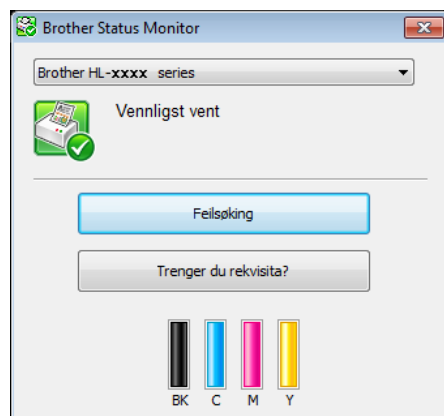 Brother Status Monitor
Brother HL-xxxx series
Vennligst vent
Feilsøking
Trenger du rekvisita?
BK C M Y